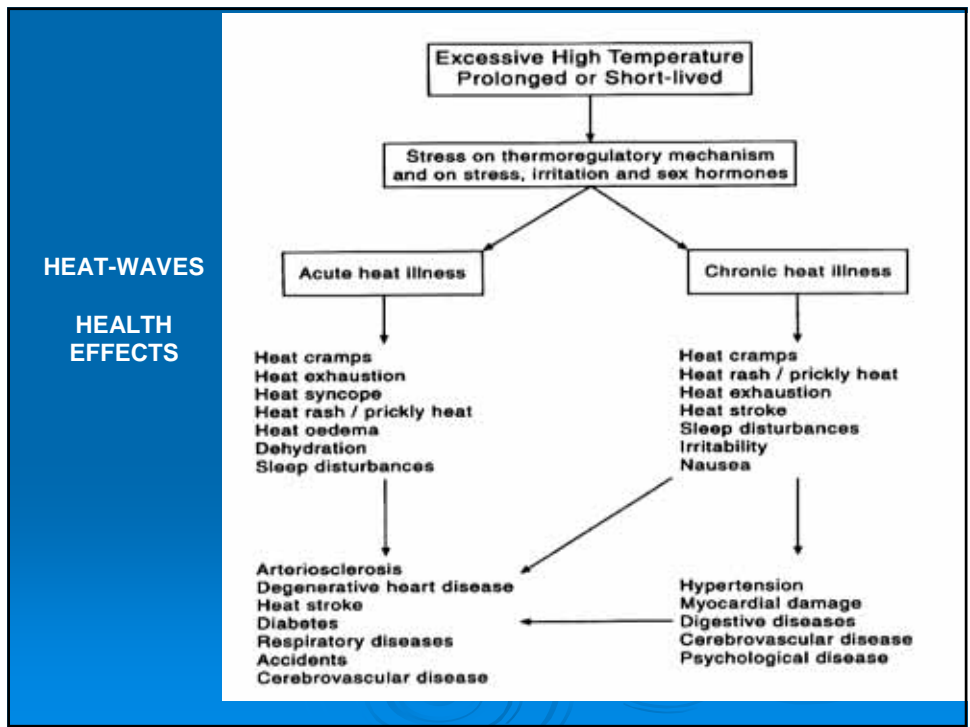 HEAT-WAVES
HEALTH
EFFECTS
Excessive High Temperature
Prolonged or Short-lived
Stress on thermoregulatory mechanism
and on stress, irritation and sex hormones
Acute heat illness
Chronic heat illness
Heat cramps
Heat exhaustion
Heat syncope
Heat rash / prickly heat
Heat oedema
Dehydration
Sleep disturbances
Heat cramps
Heat rash / prickly heat
Heat exhaustion
Heat stroke
Sleep disturbances
Irritability
Nausea
Arteriosclerosis
Degenerative heart disease
Heat stroke
Diabetes
Respiratory diseases
Accidents
Cerebrovascular disease
Hypertension
Myocardial damage
Digestive diseases
Cerebrovascular disease
Psychological disease